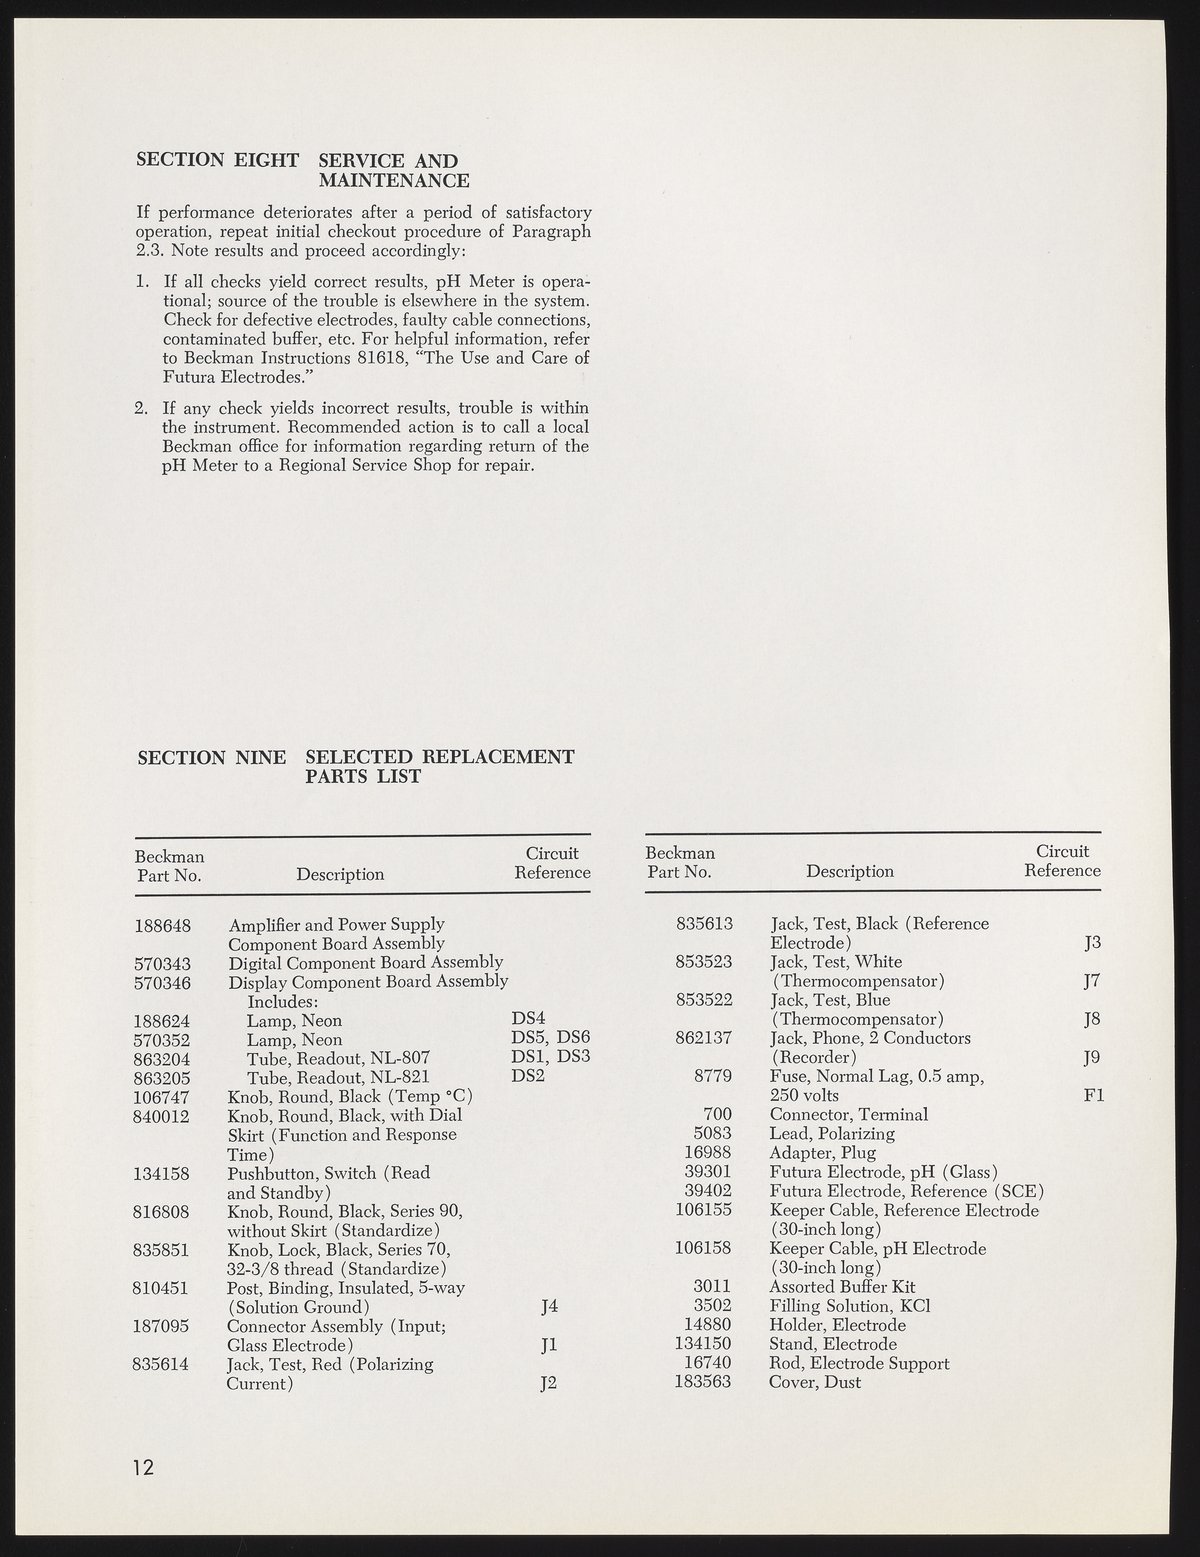 SECTION EIGHT SERVICE AND
MAINTENANCE
If performance deteriorates after a period of satisfactory
operation, repeat initial checkout procedure of Paragraph
2.3. Note results and proceed accordingly:
1. If all checks yield correct results, pH Meter is opera-
tional; source of the trouble is elsewhere in the system.
Check for defective electrodes, faulty cable connections,
contaminated buffer, etc. For helpful information, refer
to Beckman Instructions 81618, “The Use and Care of
Futura Electrodes.”
2. If any check yields incorrect results, trouble is within
the instrument. Recommended action is to call a local
Beckman office for information regarding return of the
pH Meter to a Regional Service Shop for repair.
SECTION NINE SELECTED REPLACEMENT
PARTS LIST
Beckman Circuit
Part No. Description Reference
188648 Amplifier and Power Supply
Component Board Assembly
570343 Digital Component Board Assembly
570346 Display Component Board Assembly
Includes:
188624 Lamp, Neon DS4
570352 Lamp, Neon DS5, DS6
863204 Tube, Readout, NL-807 DS1, DS3
863205 Tube, Readout, NL-821 DS2
106747 Knob, Round, Black (Temp °C)
840012 Knob, Round, Black, with Dial
Skirt (Function and Response
Time)
134158 Pushbutton, Switch (Read
and Standby)
816808 Knob, Round, Black, Series 90,
without Skirt (Standardize)
835851 Knob, Lock, Black, Series 70,
32-3/8 thread (Standardize)
810451 Post, Binding, Insulated, 5-way
(Solution Ground) J4
187095 Connector Assembly (Input;
Glass Electrode) J1
835614 Jack, Test, Red (Polarizing
Current) J2
Beckman Circuit
Part No. Description Reference
835613 Jack, Test, Black (Reference
Electrode) J3
853523 Jack, Test, White
(Thermocompensator) J7
853522 Jack, Test, Blue
(Thermocompensator) J8
862137 Jack, Phone, 2 Conductors
(Recorder) J9
8779 Fuse, Normal Lag, 0.5 amp,
250 volts F1
700 Connector, Terminal
5083 Lead, Polarizing
16988 Adapter, Plug
39301 Futura Electrode, pH (Glass)
39402 Futura Electrode, Reference (SCE)
106155 Keeper Cable, Reference Electrode
(30-inch long)
106158 Keeper Cable, pH Electrode
(30-inch long)
3011 Assorted Buffer Kit
3502 Filling Solution, KCl
14880 Holder, Electrode
134150 Stand, Electrode
16740 Rod, Electrode Support
183563 Cover, Dust
12